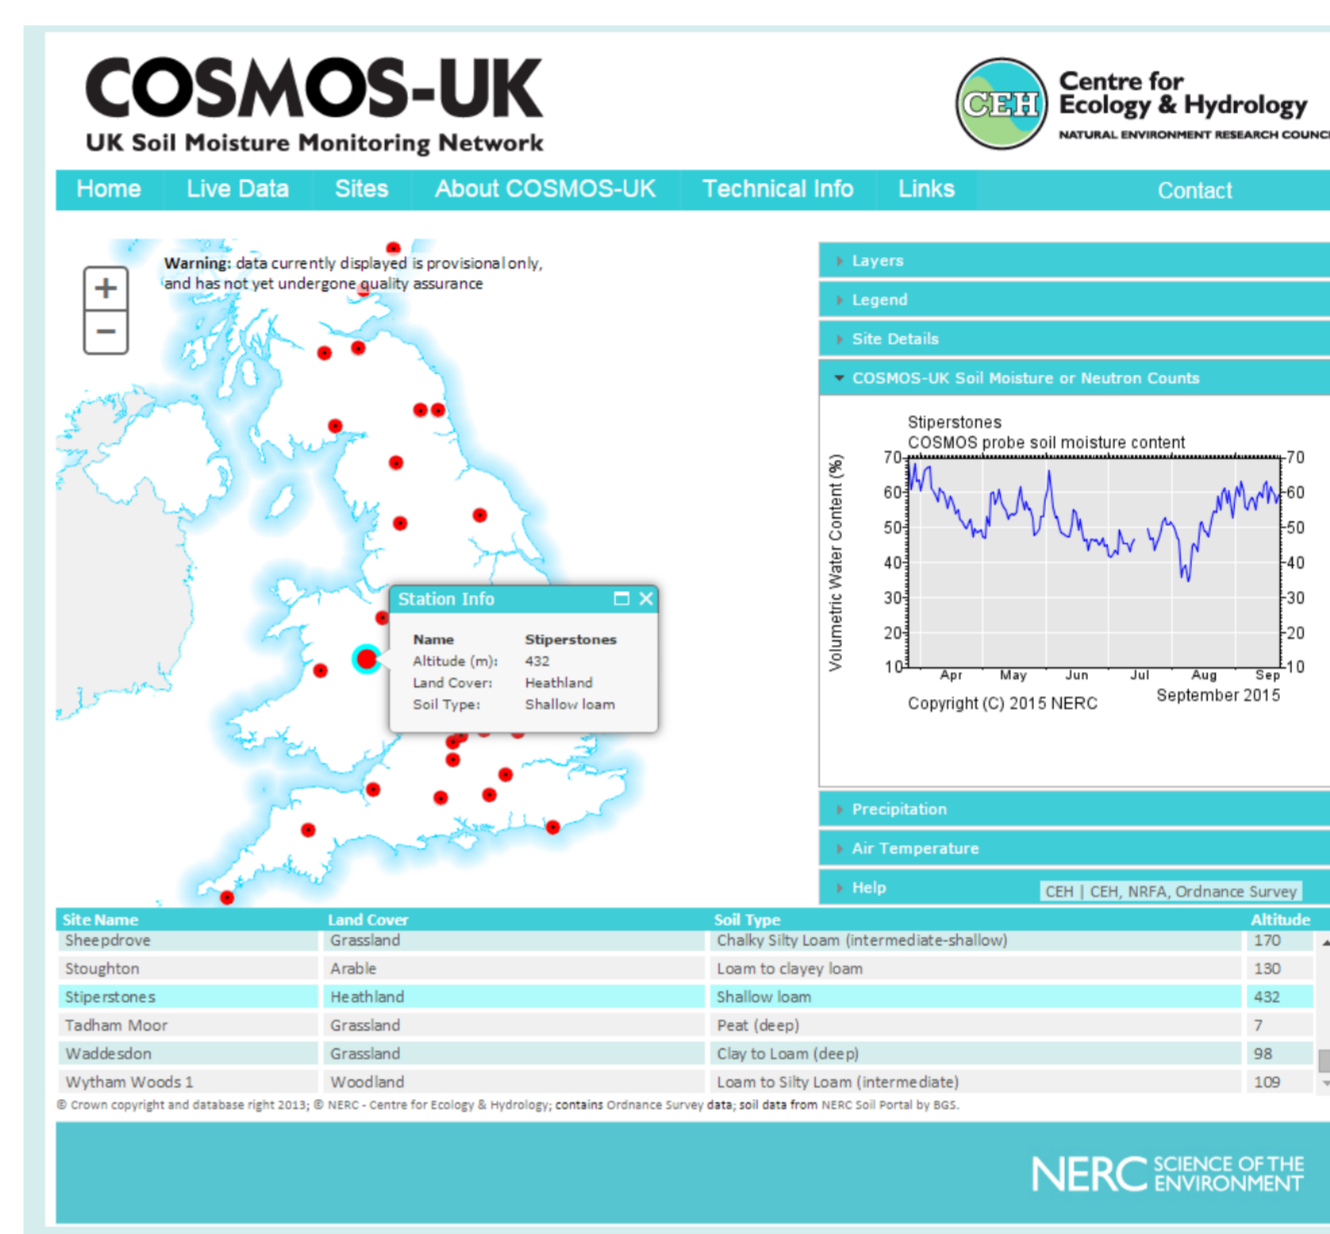 COSMOS-UK
UK Soil Moisture Monitoring Network
CEH
Centre for
Ecology & Hydrology
NATURAL ENVIRONMENT RESEARCH COUNC
Home Live Data Sites About COSMOS-UK Technical Info Links Contact
Warning: data currently displayed is provisional only,
and has not yet undergone quality assurance
+
−
Station Info
Name Stiperstones
Altitude (m): 432
Land Cover: Heathland
Soil Type: Shallow loam
Layers
Legend
Site Details
COSMOS-UK Soil Moisture or Neutron Counts
Stiperstones
COSMOS probe soil moisture content
Volumetric Water Content (%)
70 70
60 60
50 50
40 40
30 30
20 20
10 10
Apr May Jun Jul Aug Sep
September 2015
Copyright (C) 2015 NERC
Precipitation
Air Temperature
Help
CEH | CEH, NRFA, Ordnance Survey
Site Name Land Cover Soil Type Altitude
Sheepdrove Grassland Chalky Silty Loam (intermediate-shallow) 170
Stoughton Arable Loam to clayey loam 130
Stiperstones Heathland Shallow loam 432
Tadham Moor Grassland Peat (deep) 7
Waddesdon Grassland Clay to Loam (deep) 98
Wytham Woods 1 Woodland Loam to Silty Loam (intermediate) 109
© Crown copyright and database right 2013; © NERC - Centre for Ecology & Hydrology; contains Ordnance Survey data; soil data from NERC Soil Portal by BGS.
NERC SCIENCE OF THE
ENVIRONMENT